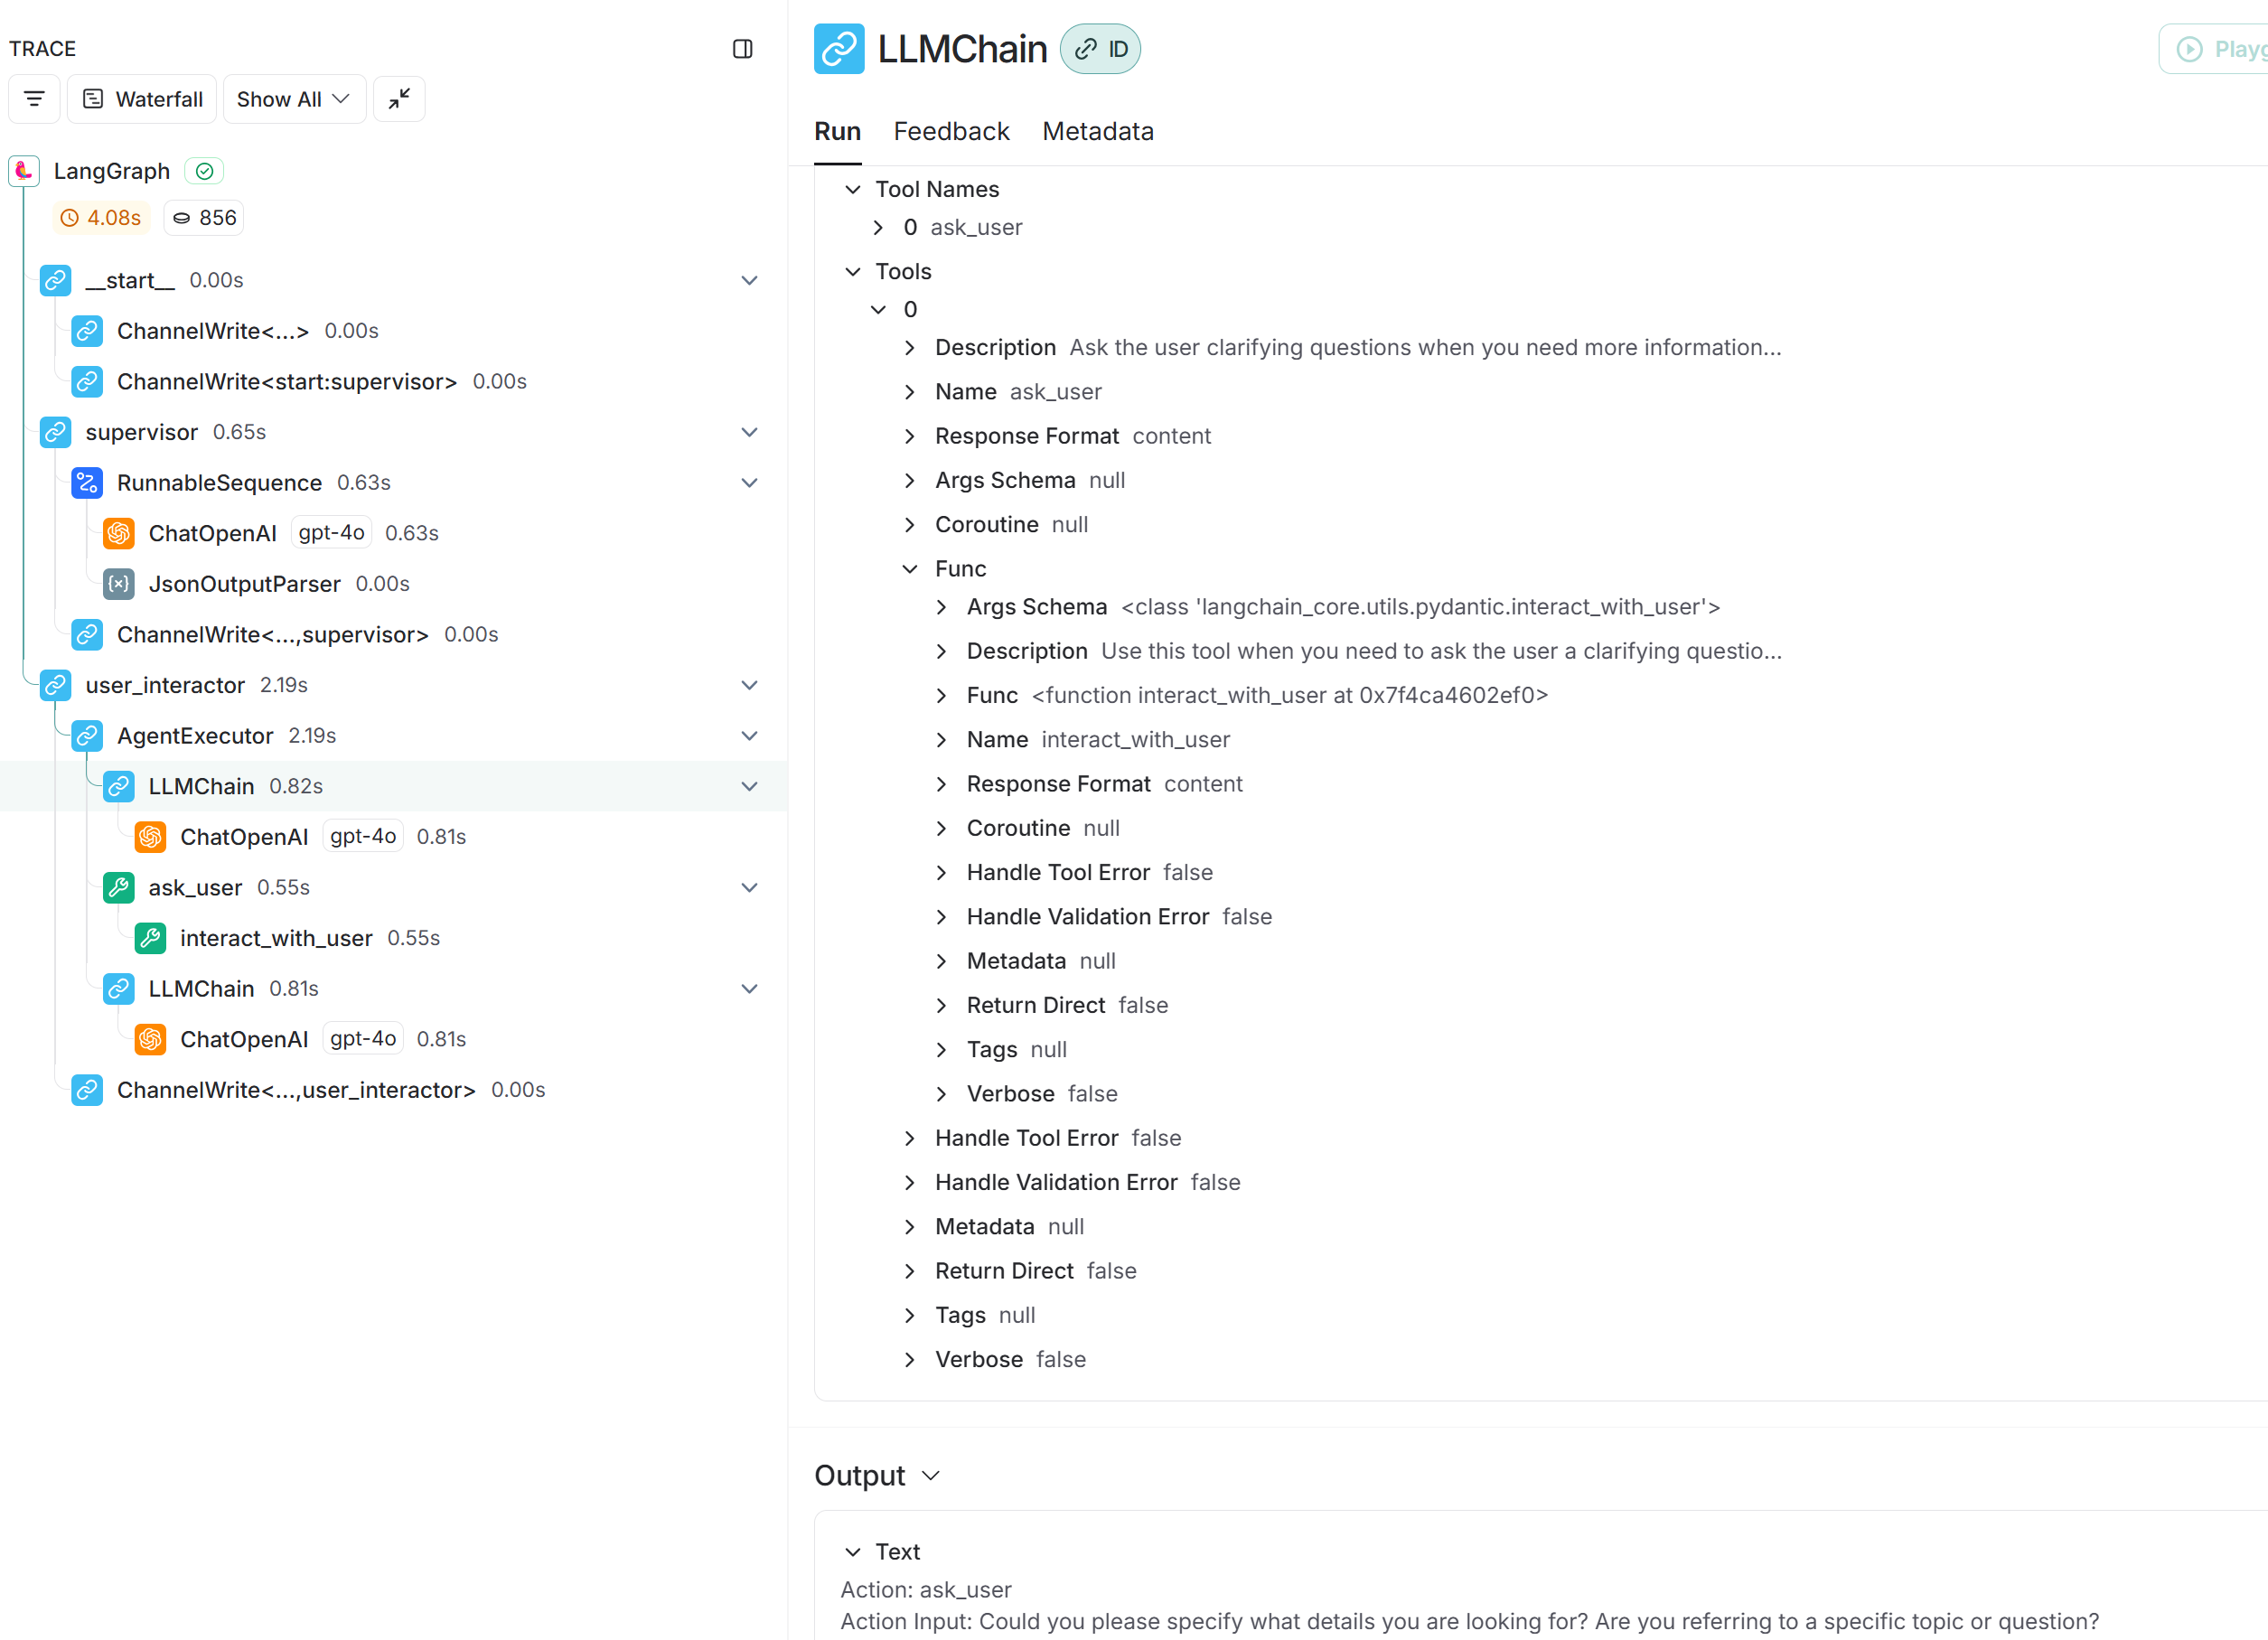 TRACE
Waterfall
Show All
LangGraph
4.08s
856
__start__ 0.00s
ChannelWrite<...> 0.00s
ChannelWrite<start:supervisor> 0.00s
supervisor 0.65s
RunnableSequence 0.63s
ChatOpenAI gpt-4o 0.63s
JsonOutputParser 0.00s
ChannelWrite<...,supervisor> 0.00s
user_interactor 2.19s
AgentExecutor 2.19s
LLMChain 0.82s
ChatOpenAI gpt-4o 0.81s
ask_user 0.55s
interact_with_user 0.55s
LLMChain 0.81s
ChatOpenAI gpt-4o 0.81s
ChannelWrite<...,user_interactor> 0.00s
LLMChain ID
Run Feedback Metadata
Tool Names
0 ask_user
Tools
0
Description Ask the user clarifying questions when you need more information...
Name ask_user
Response Format content
Args Schema null
Coroutine null
Func
Args Schema <class 'langchain_core.utils.pydantic.interact_with_user'>
Description Use this tool when you need to ask the user a clarifying questio...
Func <function interact_with_user at 0x7f4ca4602ef0>
Name interact_with_user
Response Format content
Coroutine null
Handle Tool Error false
Handle Validation Error false
Metadata null
Return Direct false
Tags null
Verbose false
Handle Tool Error false
Handle Validation Error false
Metadata null
Return Direct false
Tags null
Verbose false
Output
Text
Action: ask_user
Action Input: Could you please specify what details you are looking for? Are you referring to a specific topic or question?